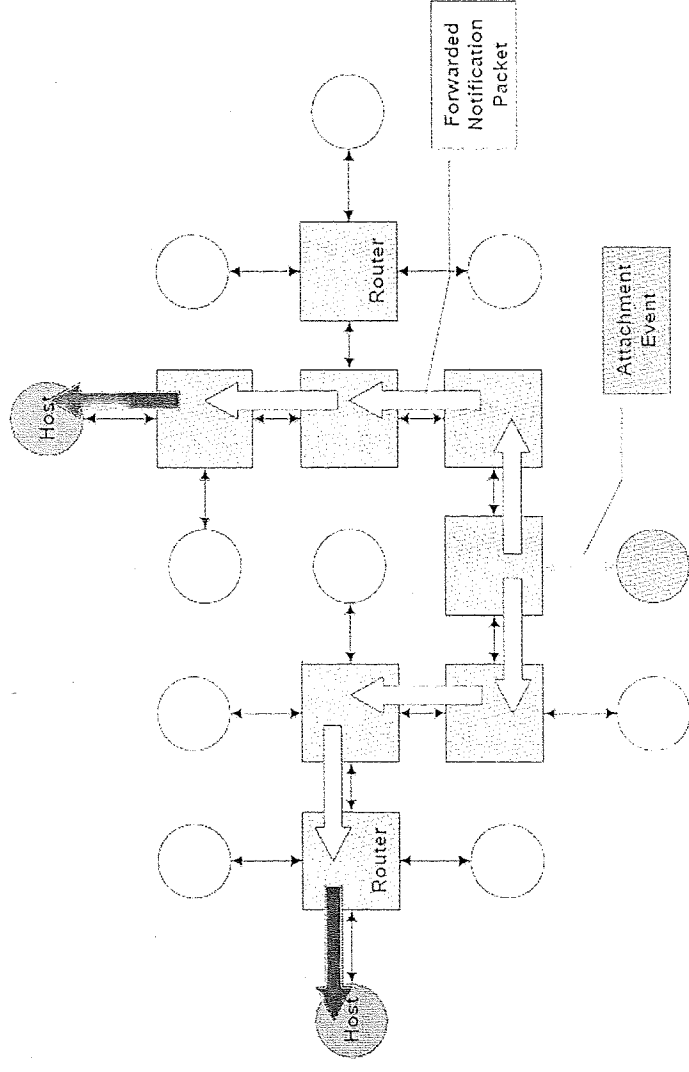 Host
Router
Host
Router
Attachment
Event
Forwarded
Notification
Packet